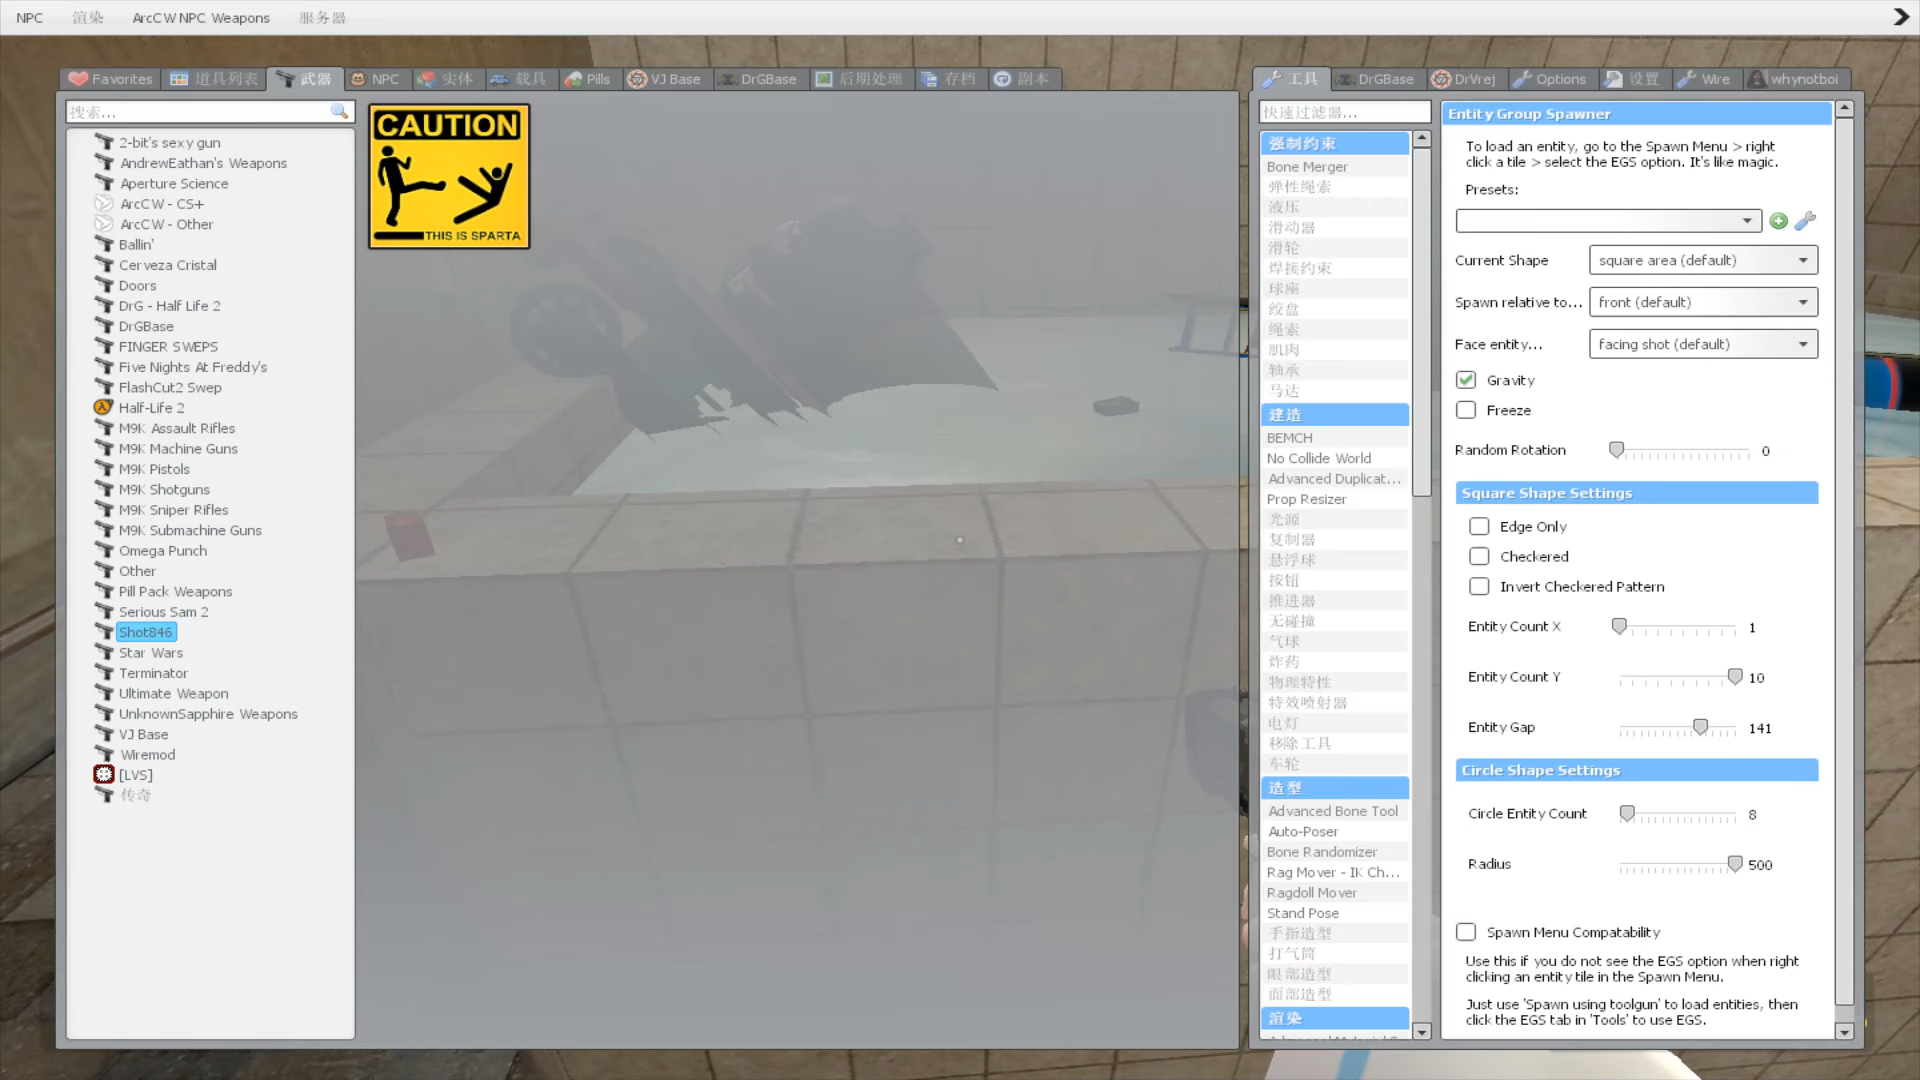 NPC 渲染 ArcCW NPC Weapons 服务器
Favorites 道具列表 武器 NPC 实体 载具 Pills VJ Base DrGBase 后期处理 存档 副本
搜索...
2-bit's sexy gun
AndrewEathan's Weapons
Aperture Science
ArcCW - CS+
ArcCW - Other
Ballin'
Cerveza Cristal
Doors
DrG - Half Life 2
DrGBase
FINGER SWEPS
Five Nights At Freddy's
FlashCut2 Swep
Half-Life 2
M9K Assault Rifles
M9K Machine Guns
M9K Pistols
M9K Shotguns
M9K Sniper Rifles
M9K Submachine Guns
Omega Punch
Other
Pill Pack Weapons
Serious Sam 2
Shot846
Star Wars
Terminator
Ultimate Weapon
UnknownSapphire Weapons
VJ Base
Wiremod
[LVS]
传奇
CAUTION
THIS IS SPARTA
工具 DrGBase DrVrej Options 设置 Wire whynotboi
快速过滤器...
强制约束
Bone Merger
弹性绳索
液压
滑动器
滑轮
焊接约束
球座
绞盘
绳索
肌肉
轴承
马达
建造
BEMCH
No Collide World
Advanced Duplicat...
Prop Resizer
光源
复制器
悬浮球
按钮
推进器
无碰撞
气球
炸药
物理特性
特效喷射器
电灯
移除工具
车轮
造型
Advanced Bone Tool
Auto-Poser
Bone Randomizer
Rag Mover - IK Ch...
Ragdoll Mover
Stand Pose
手指造型
打气筒
眼部造型
面部造型
渲染
Entity Group Spawner
To load an entity, go to the Spawn Menu > right
click a tile > select the EGS option. It's like magic.
Presets:
Current Shape square area (default)
Spawn relative to... front (default)
Face entity... facing shot (default)
Gravity
Freeze
Random Rotation 0
Square Shape Settings
Edge Only
Checkered
Invert Checkered Pattern
Entity Count X 1
Entity Count Y 10
Entity Gap 141
Circle Shape Settings
Circle Entity Count 8
Radius 500
Spawn Menu Compatability
Use this if you do not see the EGS option when right
clicking an entity tile in the Spawn Menu.
Just use 'Spawn using toolgun' to load entities, then
click the EGS tab in 'Tools' to use EGS.